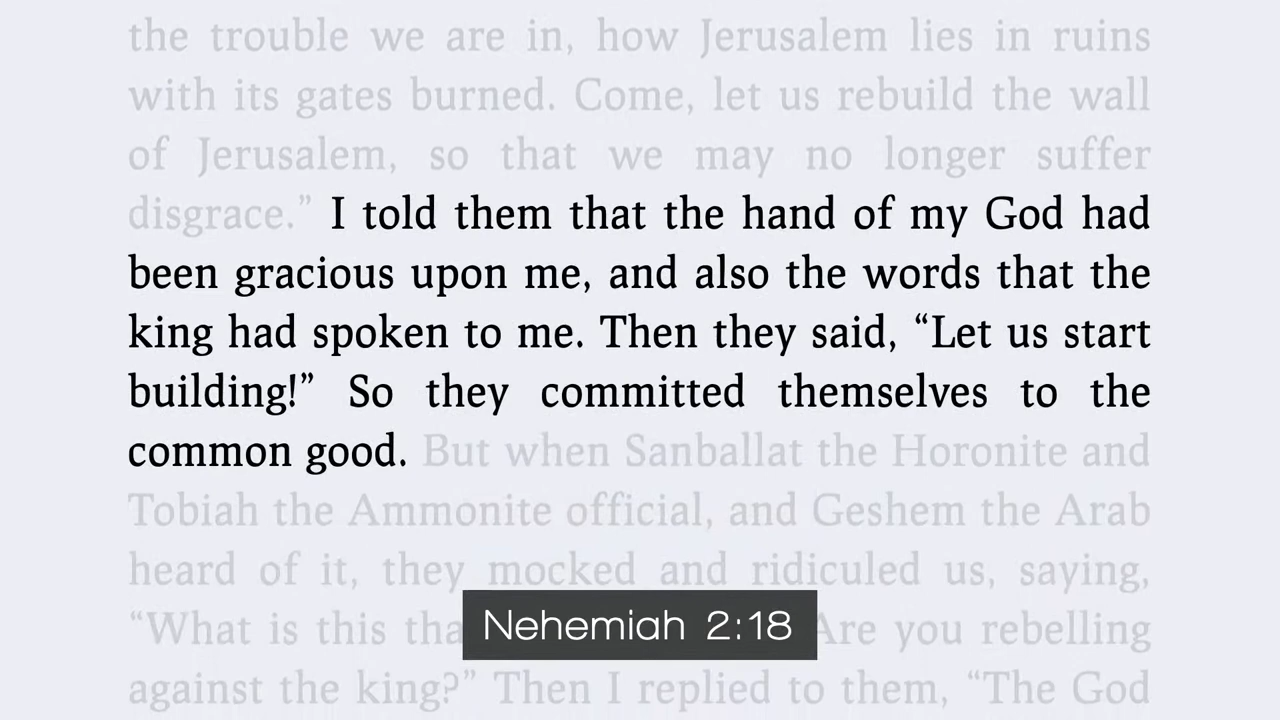 the trouble we are in, how Jerusalem lies in ruins
with its gates burned. Come, let us rebuild the wall
of Jerusalem, so that we may no longer suffer
disgrace.” I told them that the hand of my God had
been gracious upon me, and also the words that the
king had spoken to me. Then they said, “Let us start
building!” So they committed themselves to the
common good. But when Sanballat the Horonite and
Tobiah the Ammonite official, and Geshem the Arab
heard of it, they mocked and ridiculed us, saying,
“What is this Are you rebelling
Nehemiah 2:18
against the king?” Then I replied to them, “The God